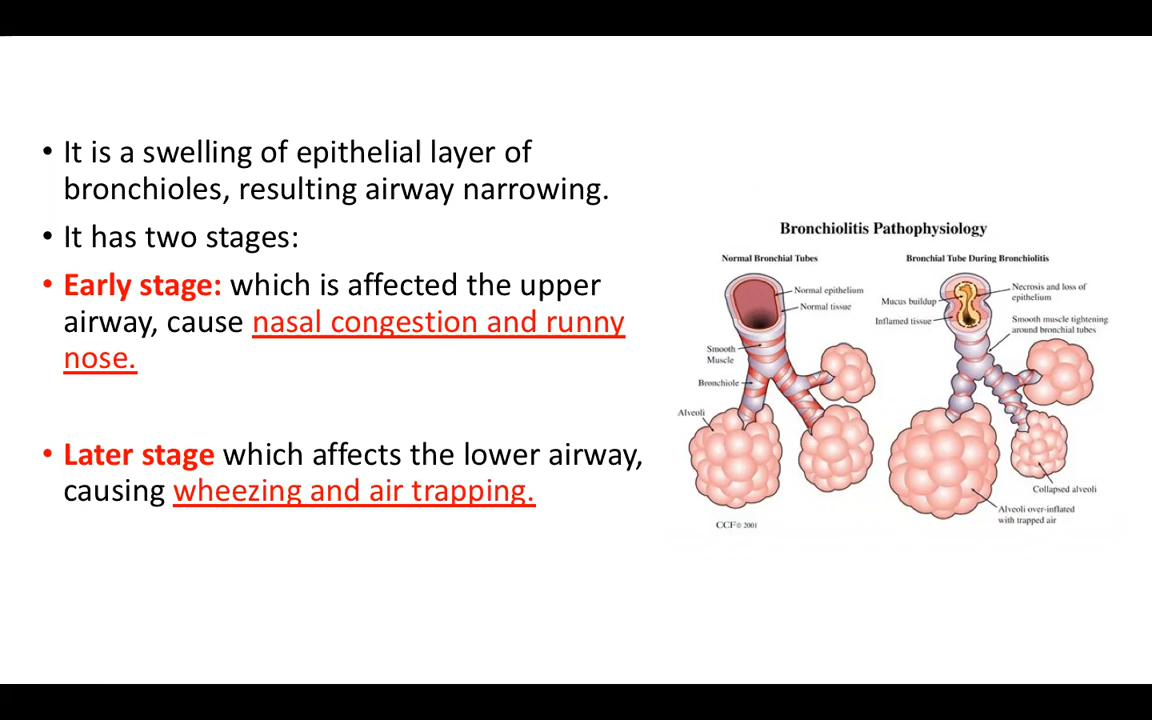 • It is a swelling of epithelial layer of
bronchioles, resulting airway narrowing.
• It has two stages:
• Early stage: which is affected the upper
airway, cause nasal congestion and runny
nose.
• Later stage which affects the lower airway,
causing wheezing and air trapping.
Bronchiolitis Pathophysiology
Normal Bronchial Tubes
Normal epithelium
Normal tissue
Smooth
Muscle
Bronchiole
Alveoli
CCF© 2001
Bronchial Tube During Bronchiolitis
Mucus buildup
Inflamed tissue
Necrosis and loss of
epithelium
Smooth muscle tightening
around bronchial tubes
Collapsed alveoli
Alveoli over-inflated
with trapped air